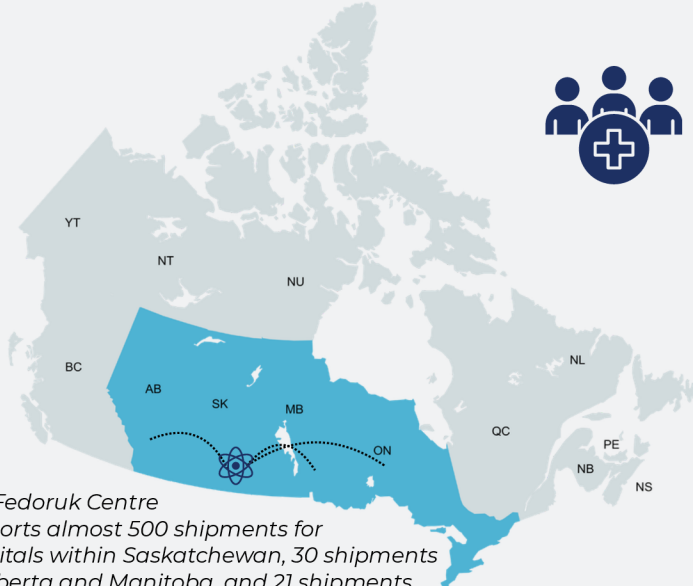 YT
NT
NU
BC
AB
SK
MB
ON
QC
NL
PE
NB
NS
Fedoruk Centre
orts almost 500 shipments for
itals within Saskatchewan, 30 shipments
berta and Manitoba, and 21 shipments